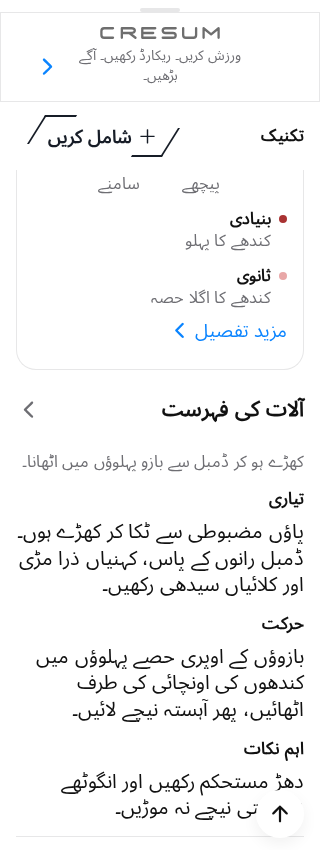 CRESUM
ورزش کریں۔ ریکارڈ رکھیں۔ آگے
بڑھیں۔
تکنیک
شامل کریں
پیچھے
سامنے
بنیادی
کندھے کا پہلو
ثانوی
کندھے کا اگلا حصہ
مزید تفصیل
آلات کی فہرست
کھڑے ہو کر ڈمبل سے بازو پہلوؤں میں اٹھانا۔
تیاری
پاؤں مضبوطی سے ٹکا کر کھڑے ہوں۔
ڈمبل رانوں کے پاس، کہنیاں ذرا مڑی
اور کلائیاں سیدھی رکھیں۔
حرکت
بازوؤں کے اوپری حصے پہلوؤں میں
کندھوں کی اونچائی کی طرف
اٹھائیں، پھر آہستہ نیچے لائیں۔
اہم نکات
دھڑ مستحکم رکھیں اور انگوٹھے
تی نیچے نہ موڑیں۔